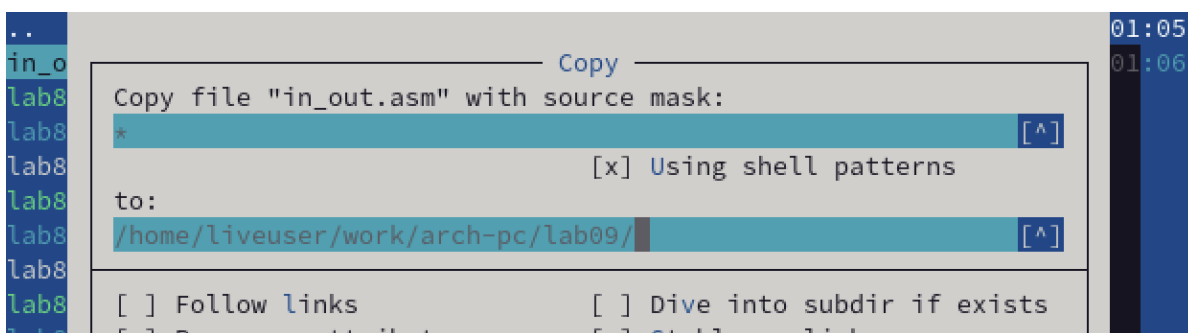 ..
01:05
in_o
Copy
01:06
lab8
Copy file "in_out.asm" with source mask:
lab8
*
[^]
lab8
[x] Using shell patterns
lab8
to:
lab8
/home/liveuser/work/arch-pc/lab09/
[^]
lab8
lab8
[ ] Follow links
[ ] Dive into subdir if exists